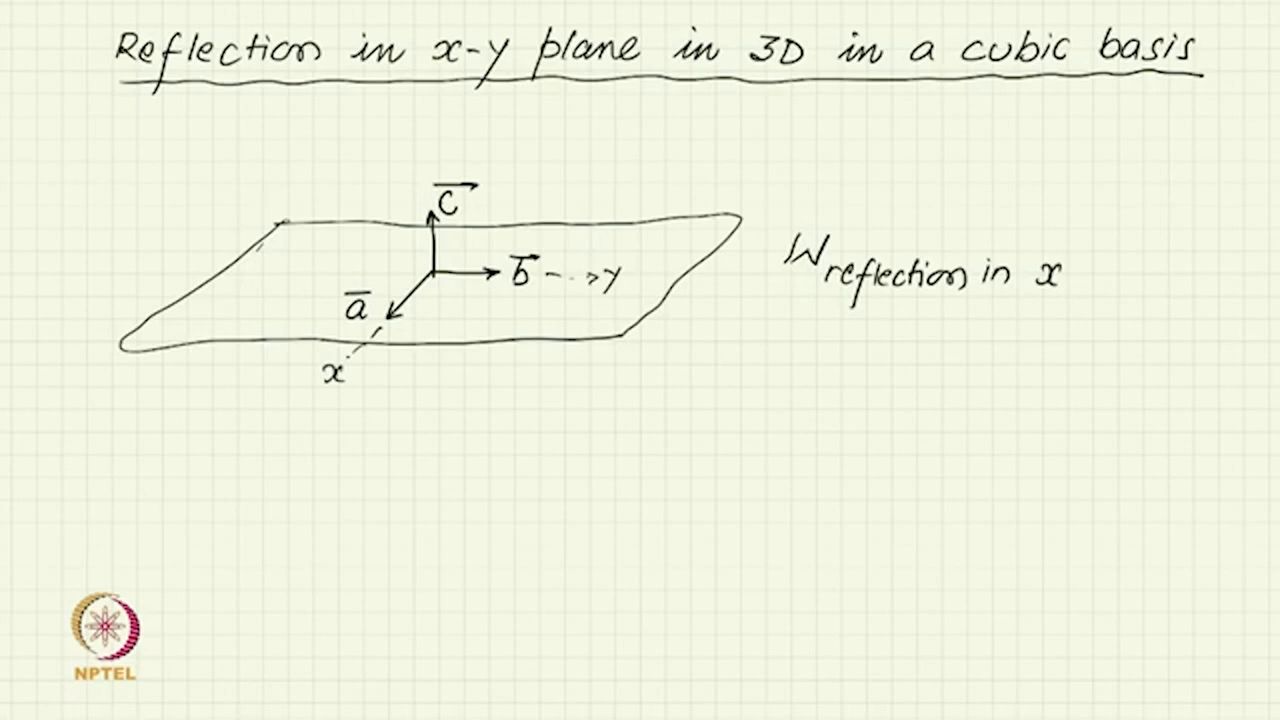 Reflection in x-y plane in 3D in a cubic basis
c
b - - -> y
a
x
W reflection in x
NPTEL